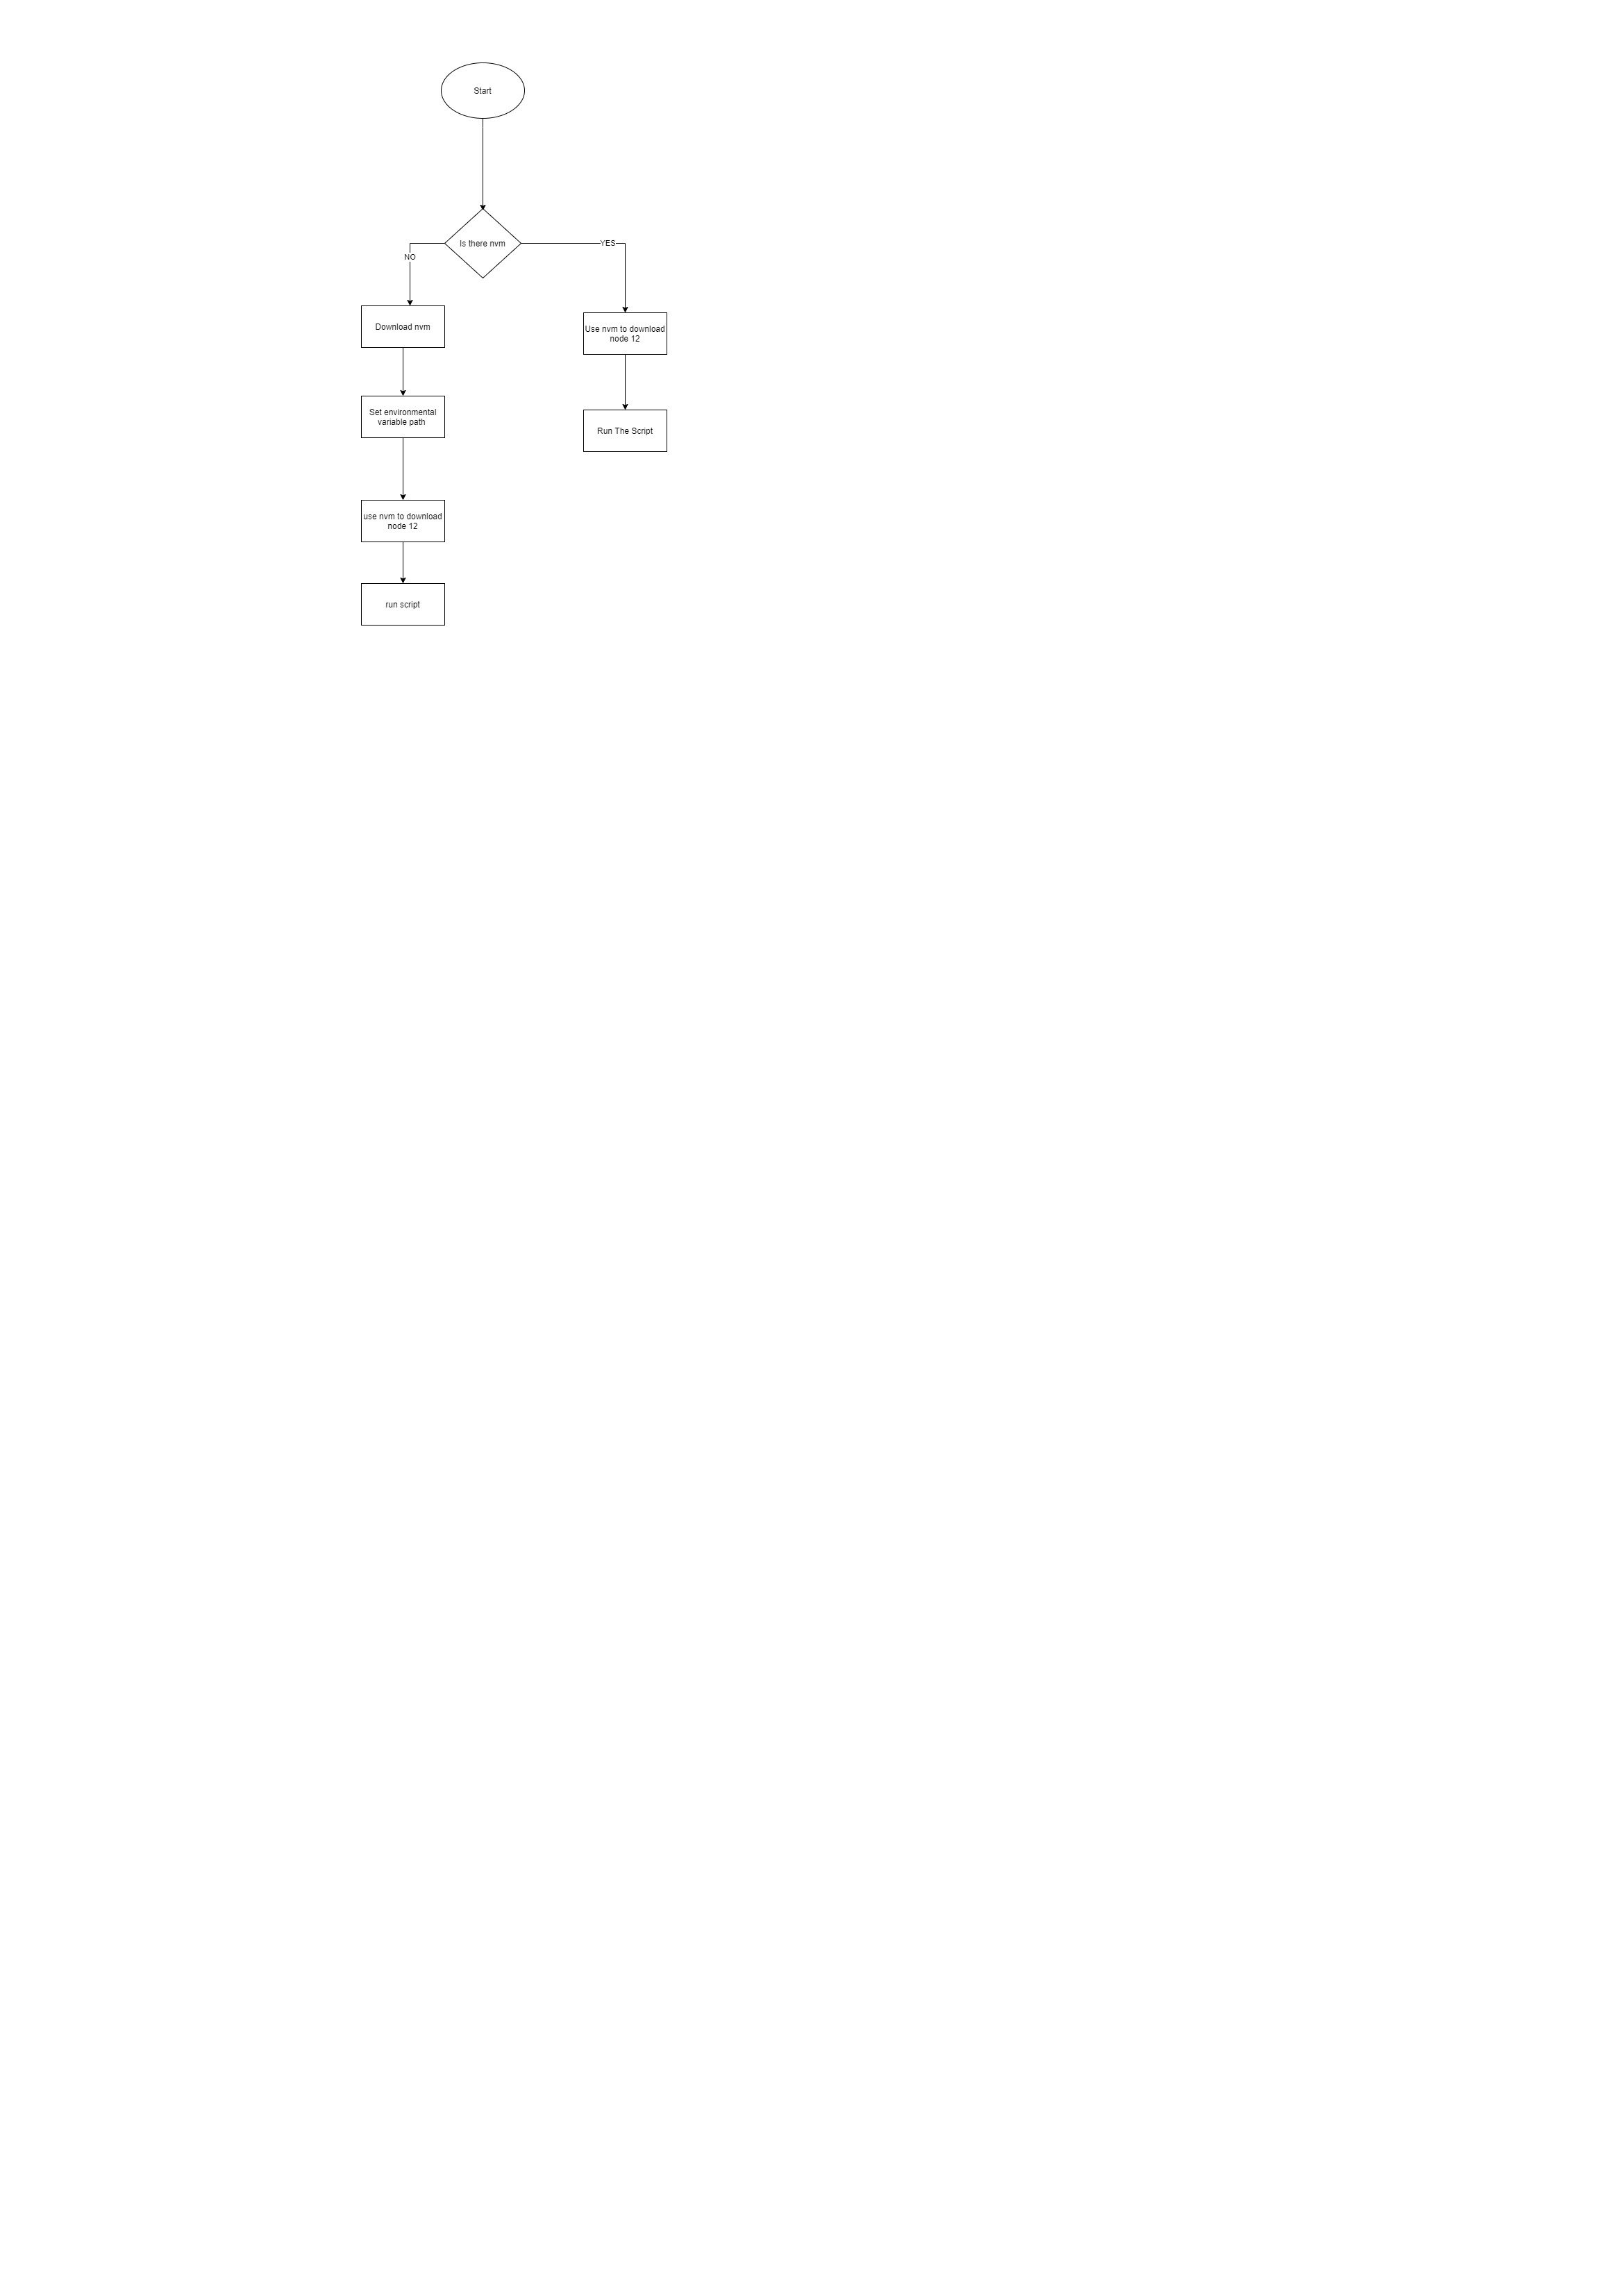 Start
Is there nvm
YES
NO
Download nvm
Use nvm to download
node 12
Set environmental
variable path
Run The Script
use nvm to download
node 12
run script